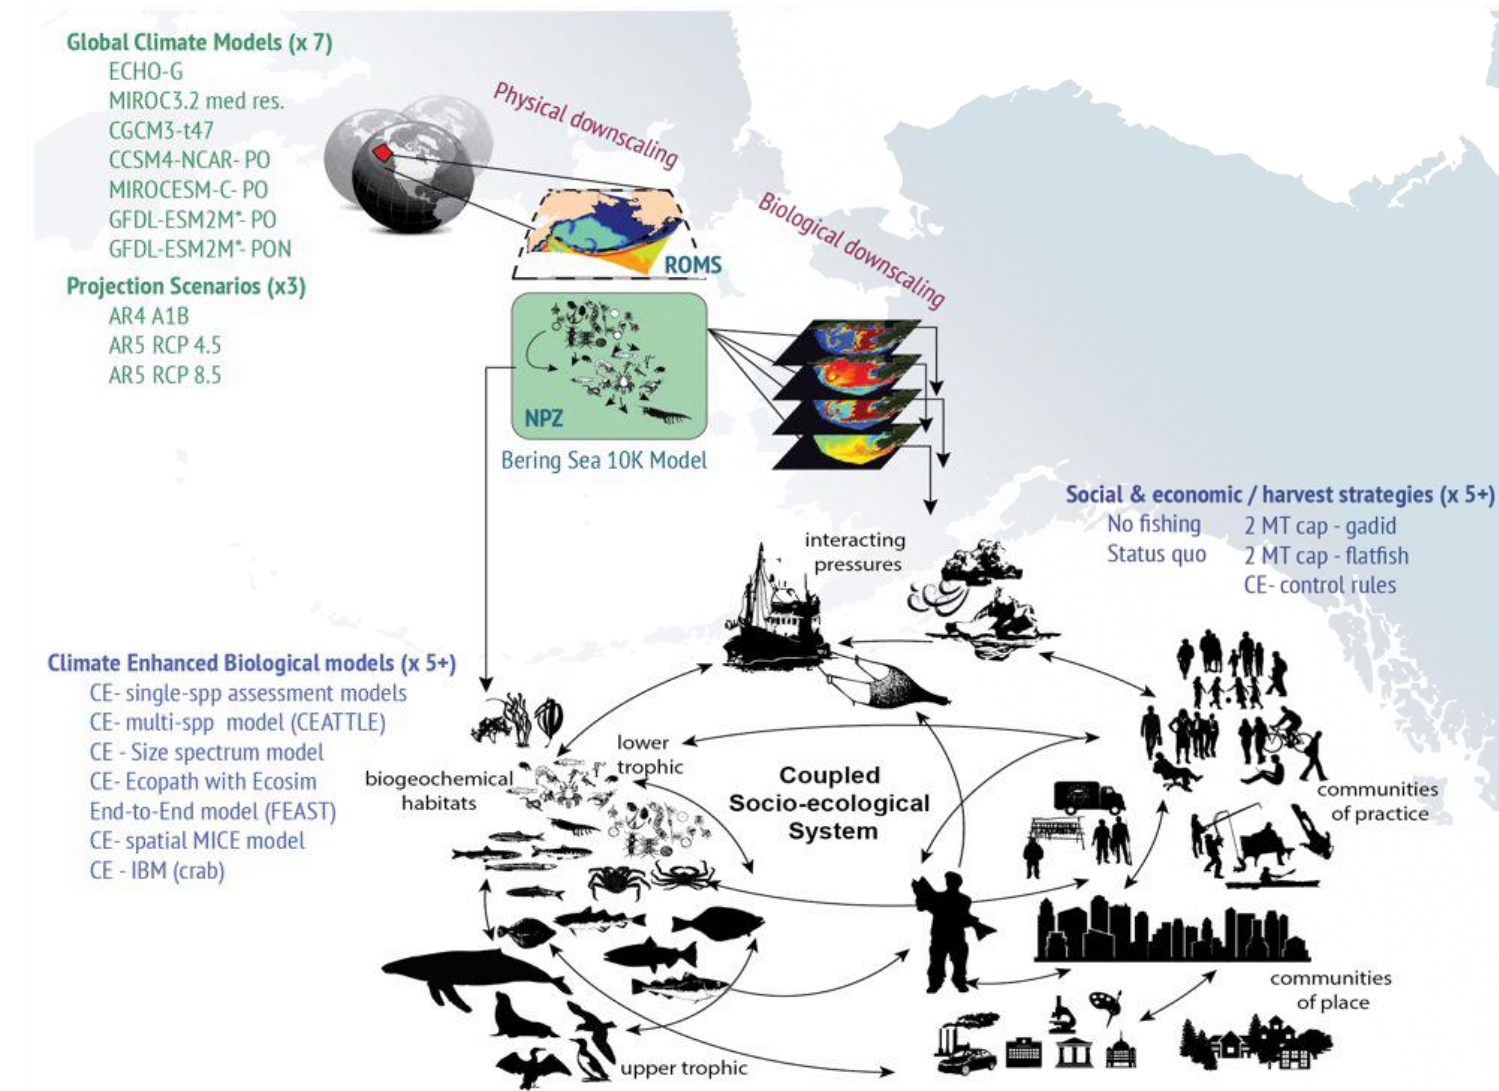 Global Climate Models (x 7)
ECHO-G
MIROC3.2 med res.
CGCM3-t47
CCSM4-NCAR- PO
MIROCESM-C- PO
GFDL-ESM2M*- PO
GFDL-ESM2M*- PON
Projection Scenarios (x3)
AR4 A1B
AR5 RCP 4.5
AR5 RCP 8.5
Physical downscaling
ROMS
Biological downscaling
NPZ
Bering Sea 10K Model
Social & economic / harvest strategies (x 5+)
No fishing
Status quo
2 MT cap - gadid
2 MT cap - flatfish
CE- control rules
interacting
pressures
Climate Enhanced Biological models (x 5+)
CE- single-spp assessment models
CE- multi-spp model (CEATTLE)
CE - Size spectrum model
CE- Ecopath with Ecosim
End-to-End model (FEAST)
CE- spatial MICE model
CE - IBM (crab)
biogeochemical
habitats
lower
trophic
Coupled
Socio-ecological
System
communities
of practice
communities
of place
upper trophic